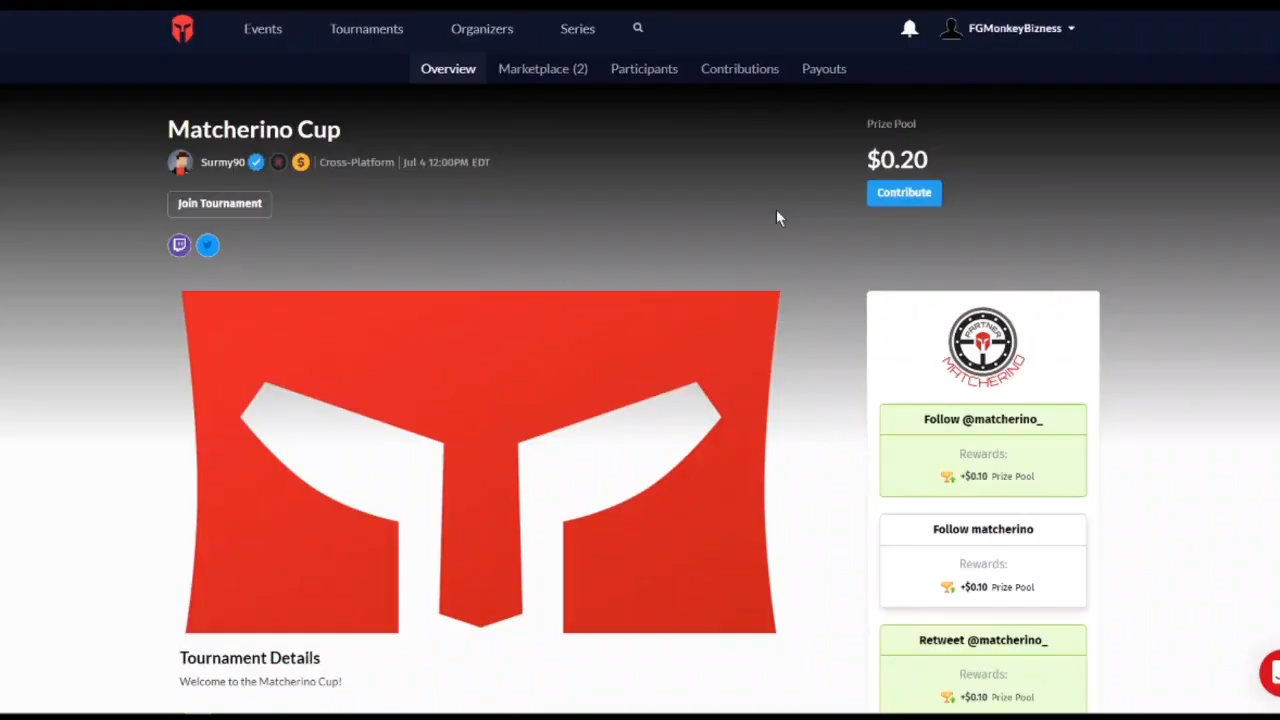 Events Tournaments Organizers Series FGMonkeyBizness
Overview Marketplace (2) Participants Contributions Payouts
Matcherino Cup
Surmy90 $ | Cross-Platform | Jul 4 12:00PM EDT
Join Tournament
Prize Pool
$0.20
Contribute
PARTNER
MATCHERINO
Follow @matcherino_
Rewards:
+$0.10 Prize Pool
Follow matcherino
Rewards:
+$0.10 Prize Pool
Retweet @matcherino_
Rewards:
+$0.10 Prize Pool
Tournament Details
Welcome to the Matcherino Cup!